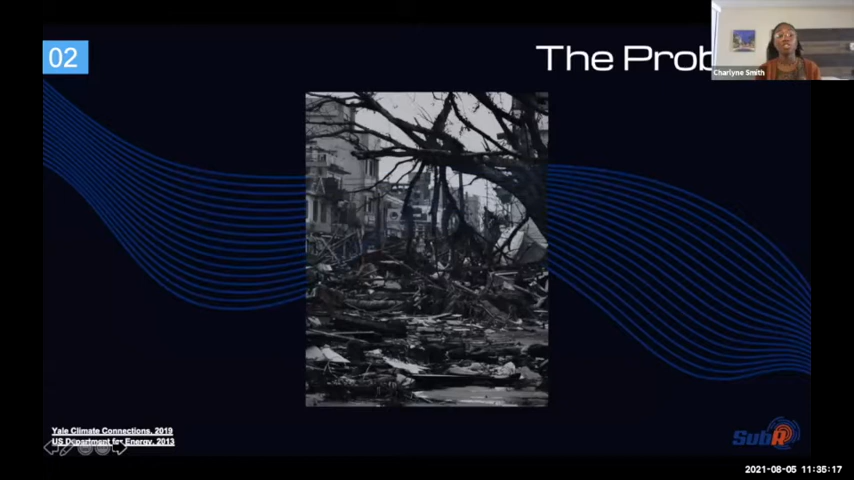 02
The Prob
Charlyne Smith
Yale Climate Connections, 2019
US Department for Energy, 2013
SubR
2021-08-05 11:35:17